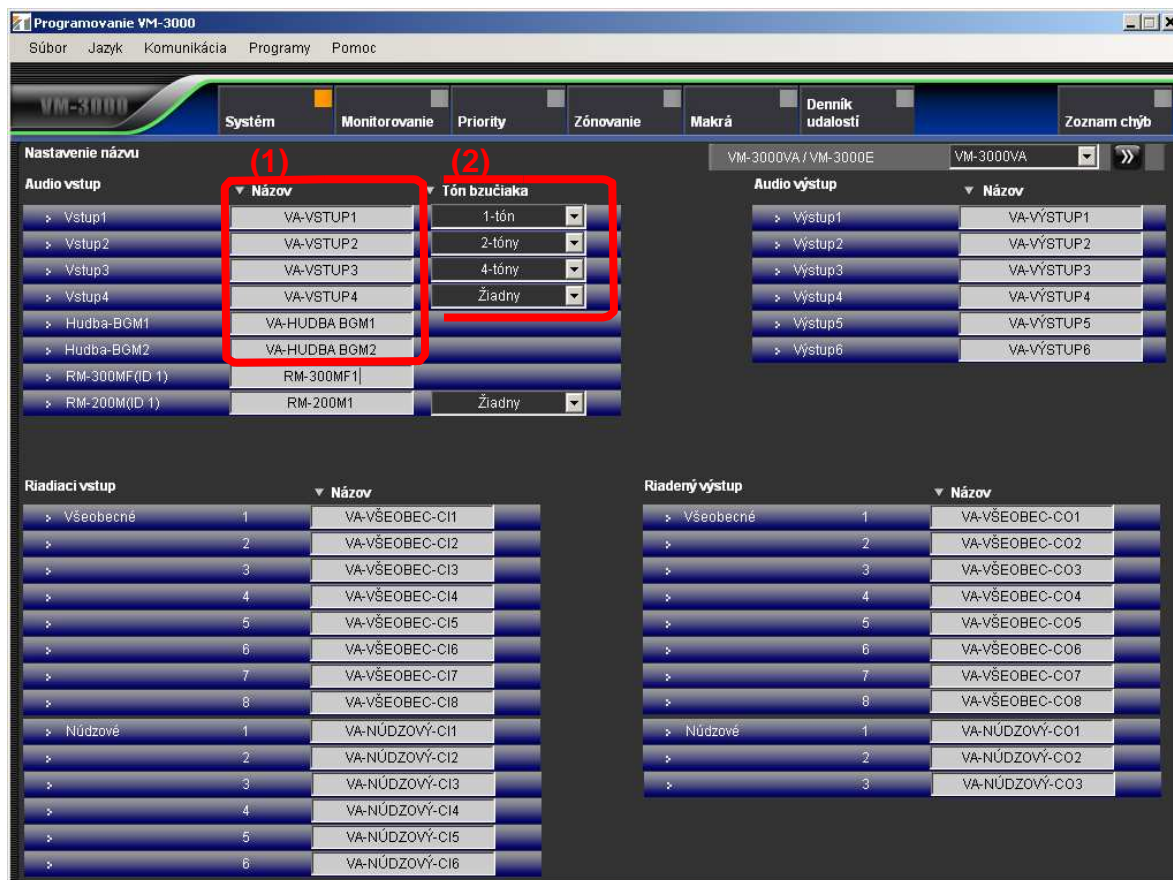 Programovanie VM-3000
Súbor Jazyk Komunikácia Programy Pomoc
VM-3000
Systém Monitorovanie Priority Zónovanie Makrá Denník udalostí Zoznam chýb
Nastavenie názvu (1) (2) VM-3000VA / VM-3000E VM-3000VA
Audio vstup Názov Tón bzučiaka Audio výstup Názov
Vstup1 VA-VSTUP1 1-tón Výstup1 VA-VÝSTUP1
Vstup2 VA-VSTUP2 2-tóny Výstup2 VA-VÝSTUP2
Vstup3 VA-VSTUP3 4-tóny Výstup3 VA-VÝSTUP3
Vstup4 VA-VSTUP4 Žiadny Výstup4 VA-VÝSTUP4
Hudba-BGM1 VA-HUDBA BGM1 Výstup5 VA-VÝSTUP5
Hudba-BGM2 VA-HUDBA BGM2 Výstup6 VA-VÝSTUP6
RM-300MF(ID 1) RM-300MF1
RM-200M(ID 1) RM-200M1 Žiadny
Riadiaci vstup Názov Riadený výstup Názov
Všeobecné 1 VA-VŠEOBEC-CI1 Všeobecné 1 VA-VŠEOBEC-CO1
2 VA-VŠEOBEC-CI2 2 VA-VŠEOBEC-CO2
3 VA-VŠEOBEC-CI3 3 VA-VŠEOBEC-CO3
4 VA-VŠEOBEC-CI4 4 VA-VŠEOBEC-CO4
5 VA-VŠEOBEC-CI5 5 VA-VŠEOBEC-CO5
6 VA-VŠEOBEC-CI6 6 VA-VŠEOBEC-CO6
7 VA-VŠEOBEC-CI7 7 VA-VŠEOBEC-CO7
8 VA-VŠEOBEC-CI8 8 VA-VŠEOBEC-CO8
Núdzové 1 VA-NÚDZOVÝ-CI1 Núdzové 1 VA-NÚDZOVÝ-CO1
2 VA-NÚDZOVÝ-CI2 2 VA-NÚDZOVÝ-CO2
3 VA-NÚDZOVÝ-CI3 3 VA-NÚDZOVÝ-CO3
4 VA-NÚDZOVÝ-CI4
5 VA-NÚDZOVÝ-CI5
6 VA-NÚDZOVÝ-CI6